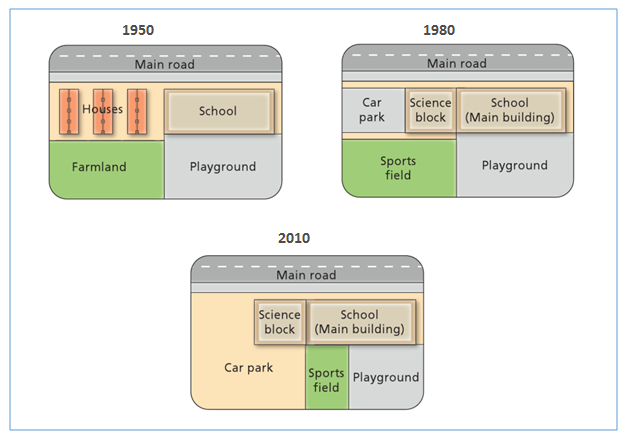 1950
Main road
Houses
School
Farmland
Playground
1980
Main road
Car
park
Science
block
School
(Main building)
Sports
field
Playground
2010
Main road
Science
block
School
(Main building)
Car park
Sports
field
Playground